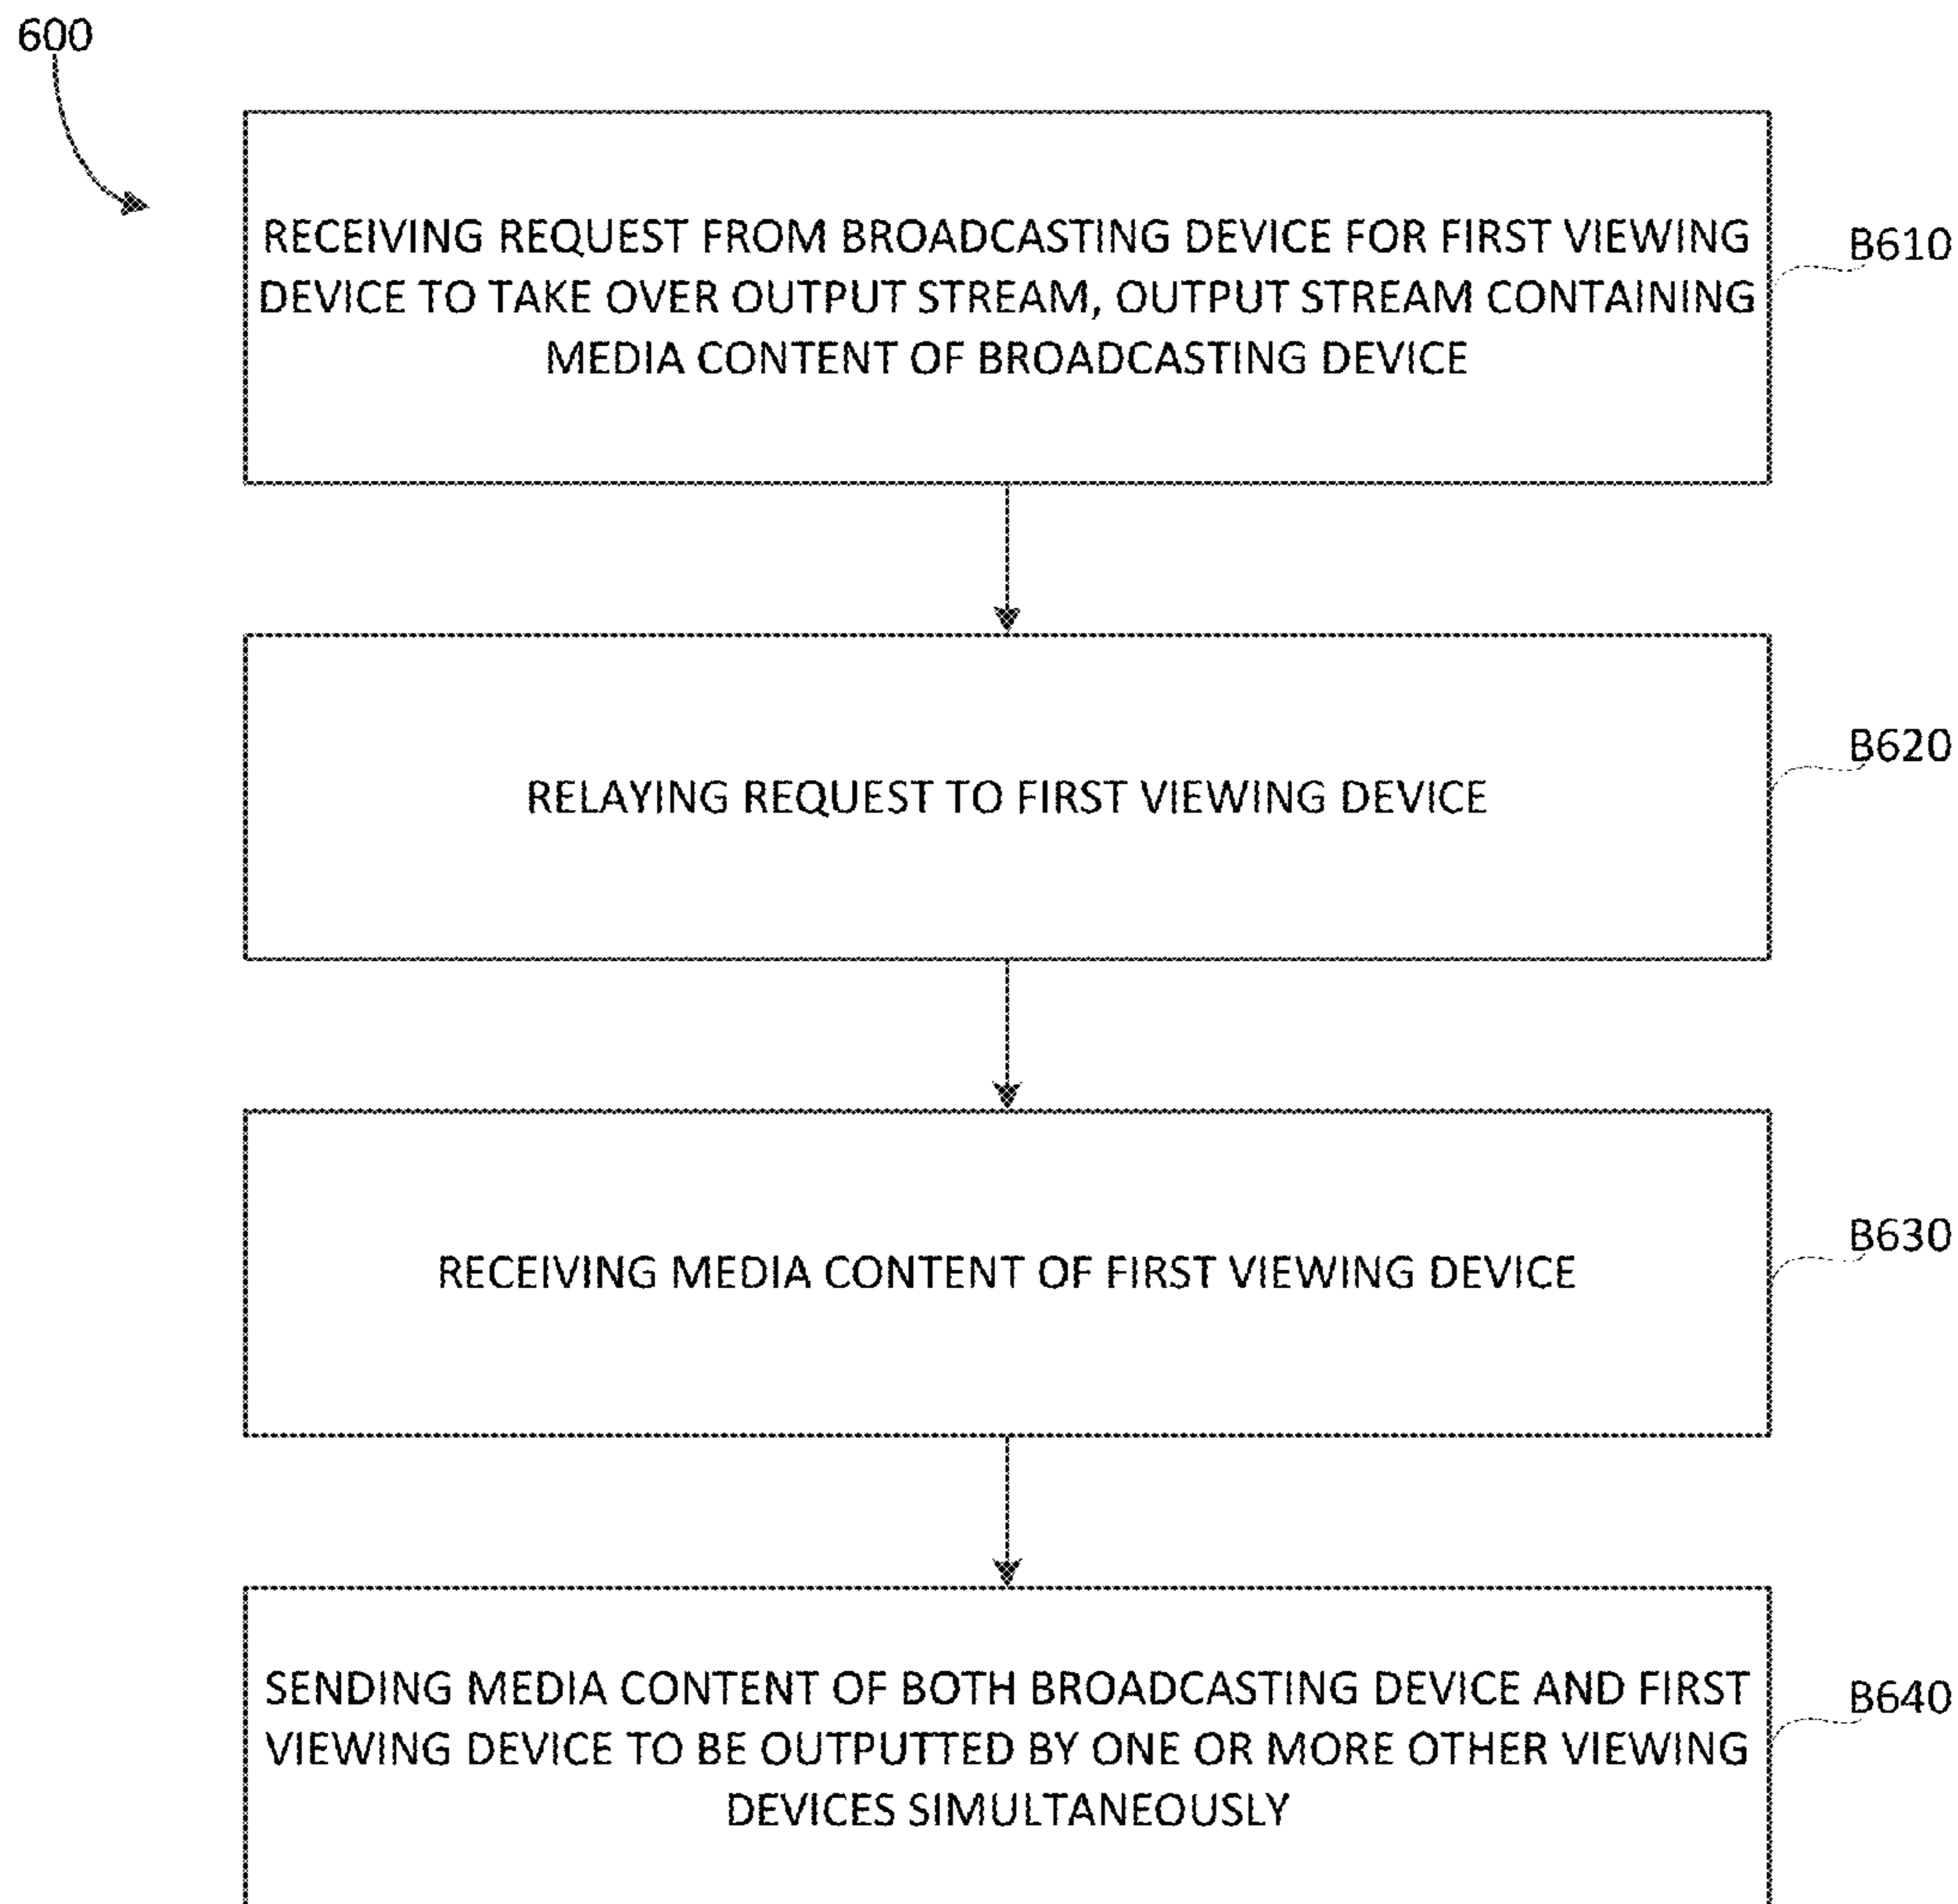 600
RECEIVING REQUEST FROM BROADCASTING DEVICE FOR FIRST VIEWING
DEVICE TO TAKE OVER OUTPUT STREAM, OUTPUT STREAM CONTAINING
MEDIA CONTENT OF BROADCASTING DEVICE
B610
RELAYING REQUEST TO FIRST VIEWING DEVICE
B620
RECEIVING MEDIA CONTENT OF FIRST VIEWING DEVICE
B630
SENDING MEDIA CONTENT OF BOTH BROADCASTING DEVICE AND FIRST
VIEWING DEVICE TO BE OUTPUTTED BY ONE OR MORE OTHER VIEWING
DEVICES SIMULTANEOUSLY
B640